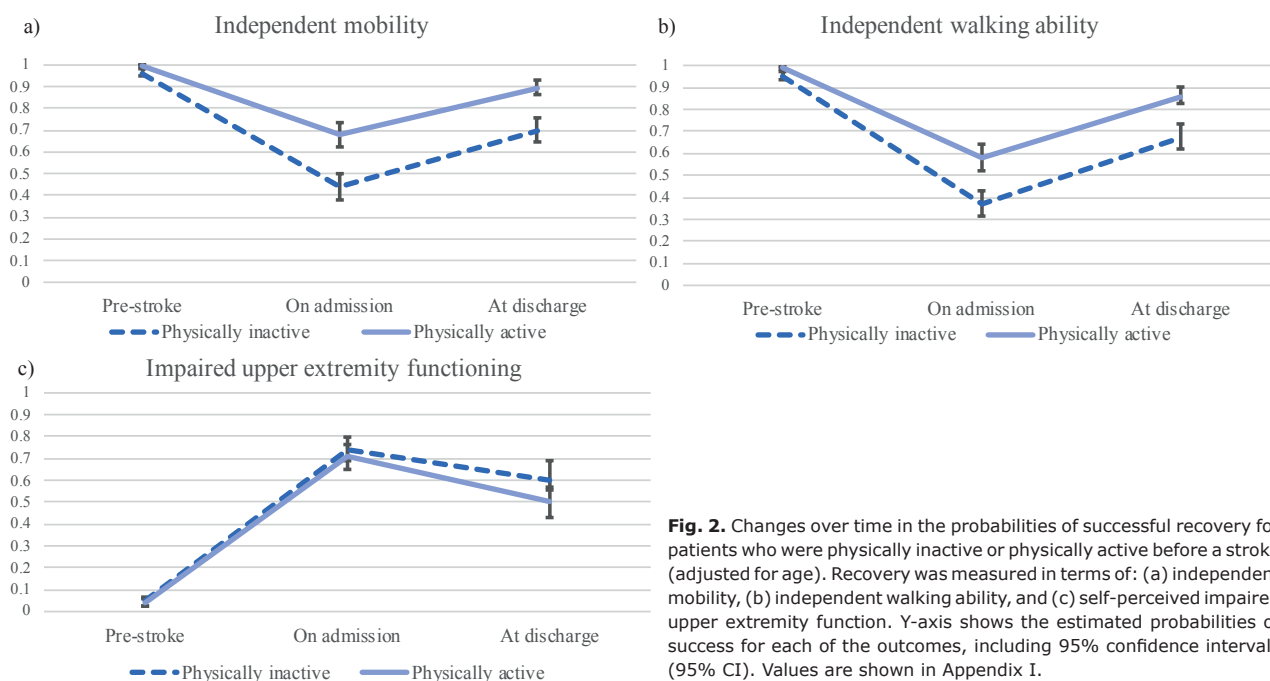 a)
Independent mobility
1
0.9
0.8
0.7
0.6
0.5
0.4
0.3
0.2
0.1
0
Pre-stroke On admission At discharge
Physically inactive Physically active
b)
Independent walking ability
1
0.9
0.8
0.7
0.6
0.5
0.4
0.3
0.2
0.1
0
Pre-stroke On admission At discharge
Physically inactive Physically active
c)
Impaired upper extremity functioning
1
0.9
0.8
0.7
0.6
0.5
0.4
0.3
0.2
0.1
0
Pre-stroke On admission At discharge
Physically inactive Physically active
Fig. 2. Changes over time in the probabilities of successful recovery fo
patients who were physically inactive or physically active before a strok
(adjusted for age). Recovery was measured in terms of: (a) independen
mobility, (b) independent walking ability, and (c) self-perceived impaire
upper extremity function. Y-axis shows the estimated probabilities o
success for each of the outcomes, including 95% confidence interval
(95% CI). Values are shown in Appendix I.